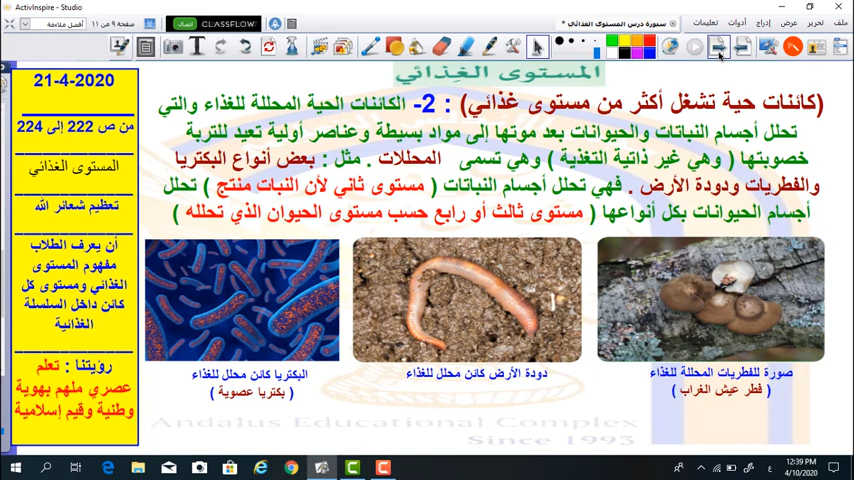 ActivInspire - Studio
ملف
تحرير
عرض
إدراج
أدوات
تعليمات
سبورة درس المستوى الغذائي *
CLASSFLOW
اتصال
صفحة ٩ من ١١
أفضل ملاءمة
المستوى الغِذائي
21-4-2020
من ص 222 إلى 224
المستوى الغذائي
تعظيم شعائر الله
أن يعرف الطلاب
مفهوم المستوى
الغذائي ومستوى كل
كائن داخل السلسلة
الغذائية
رؤيتنا : تعلم
عصري ملهم بهوية
وطنية وقيم إسلامية
(كائنات حية تشغل أكثر من مستوى غذائي) : 2- الكائنات الحية المحللة للغذاء والتي
تحلل أجسام النباتات والحيوانات بعد موتها إلى مواد بسيطة وعناصر أولية تعيد للتربة
خصوبتها ( وهي غير ذاتية التغذية ) وهي تسمى المحللات . مثل : بعض أنواع البكتريا
والفطريات ودودة الأرض . فهي تحلل أجسام النباتات ( مستوى ثاني لأن النبات منتج ) تحلل
أجسام الحيوانات بكل أنواعها ( مستوى ثالث أو رابع حسب مستوى الحيوان الذي تحلله )
صورة للفطريات المحللة للغذاء
( فطر عيش الغراب )
دودة الأرض كائن محلل للغذاء
البكتريا كائن محلل للغذاء
( بكتريا عصوية )
Andalus Educational Complex
Since 1993
12:39 PM
4/10/2020